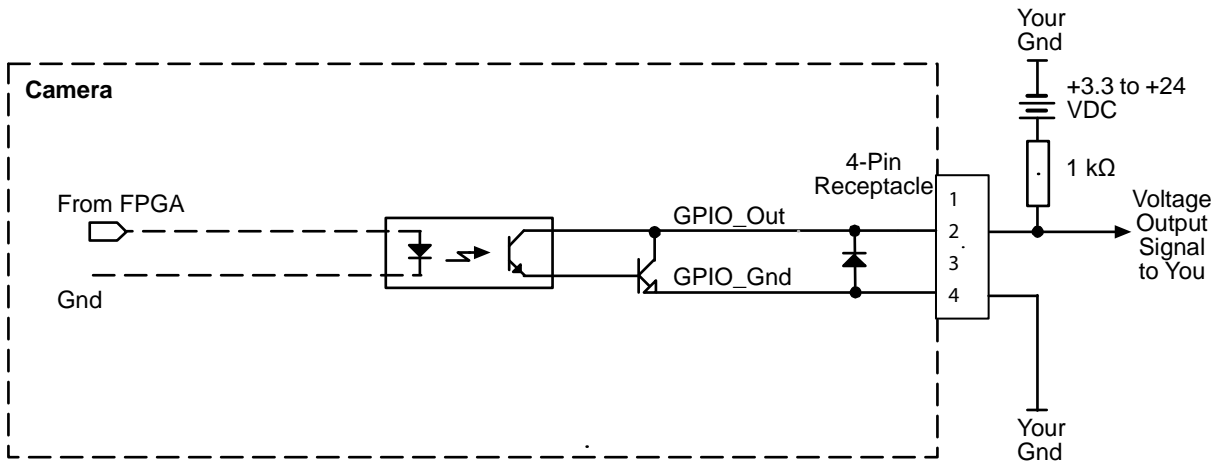 Your
Gnd
Camera
+3.3 to +24
VDC
4-Pin
Receptacle
1 kΩ
From FPGA
GPIO_Out
1
2
3
4
Voltage
Output
Signal
to You
GPIO_Gnd
Gnd
Your
Gnd